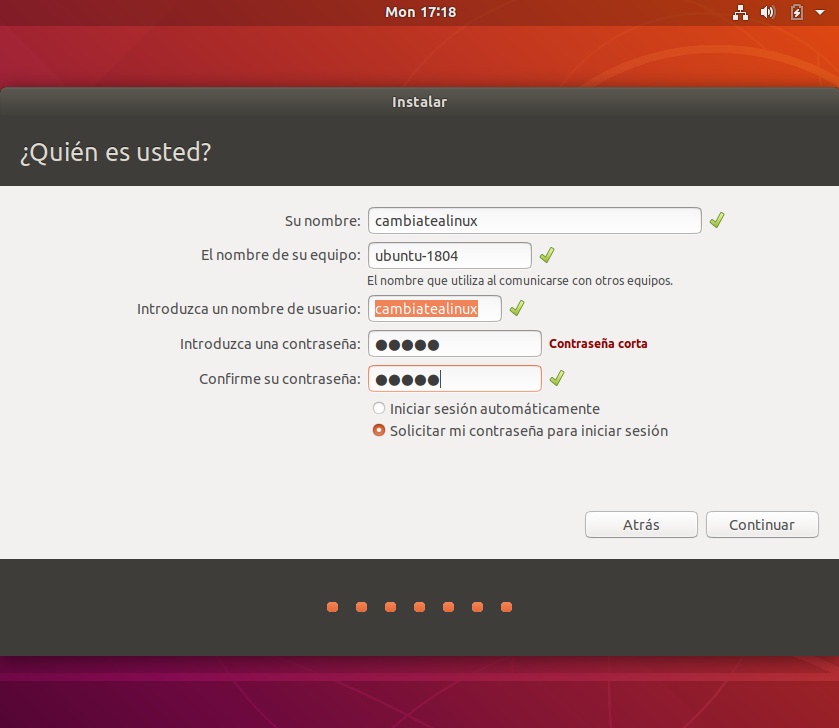 Mon 17:18
Instalar
¿Quién es usted?
Su nombre: cambiatealinux
El nombre de su equipo: ubuntu-1804
El nombre que utiliza al comunicarse con otros equipos.
Introduzca un nombre de usuario: cambiatealinux
Introduzca una contraseña: ●●●●● Contraseña corta
Confirme su contraseña: ●●●●●
Iniciar sesión automáticamente
Solicitar mi contraseña para iniciar sesión
Atrás Continuar